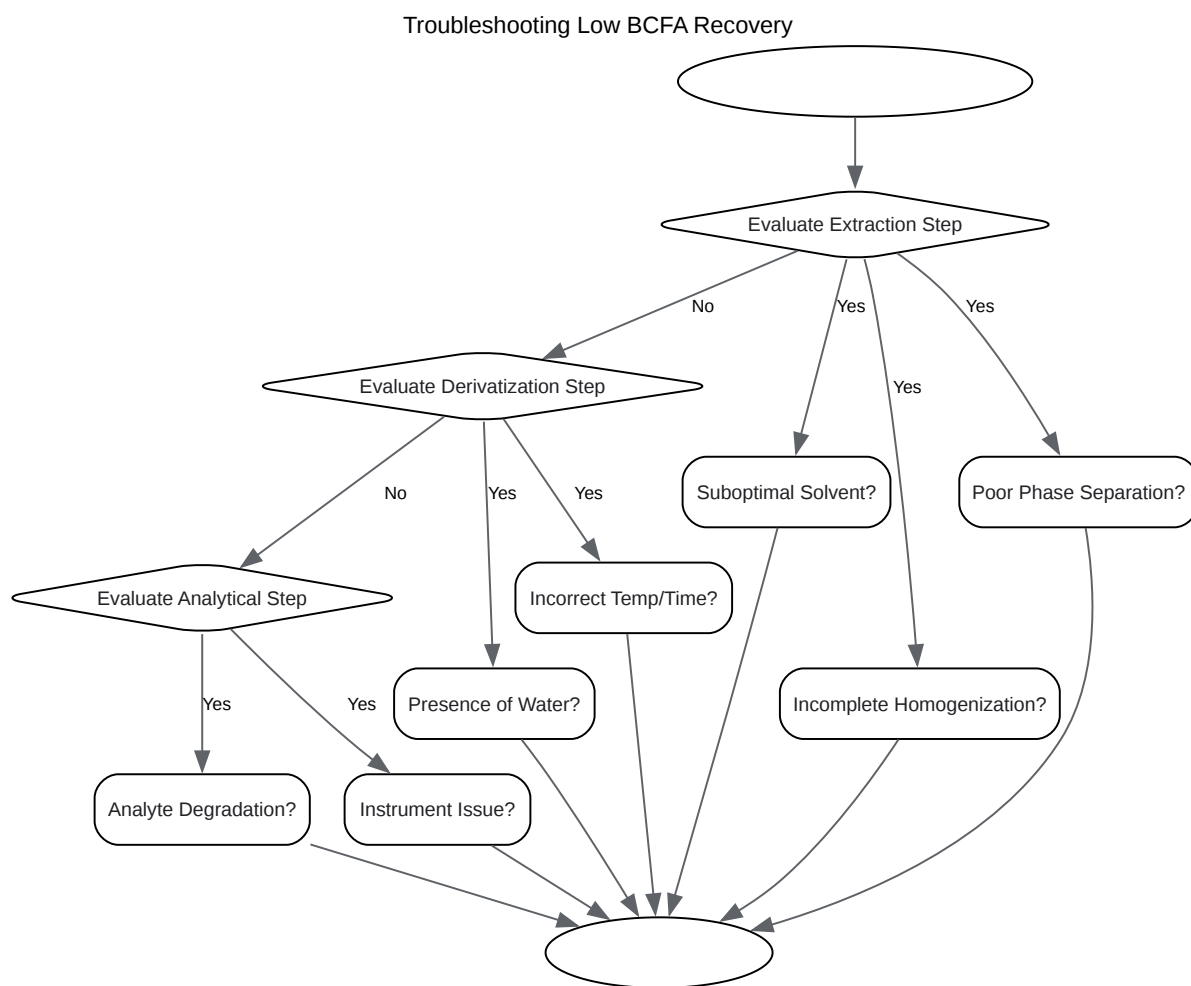 Troubleshooting Low BCFA Recovery
Evaluate Extraction Step
No
Yes
Yes
Yes
Evaluate Derivatization Step
No
Yes
Yes
Suboptimal Solvent?
Poor Phase Separation?
Evaluate Analytical Step
Incorrect Temp/Time?
Yes
Yes
Presence of Water?
Incomplete Homogenization?
Analyte Degradation?
Instrument Issue?